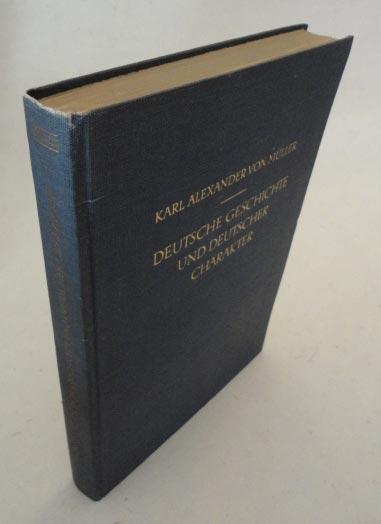 KARL ALEXANDER VON MÜLLER
DEUTSCHE GESCHICHTE
UND DEUTSCHER
CHARAKTER